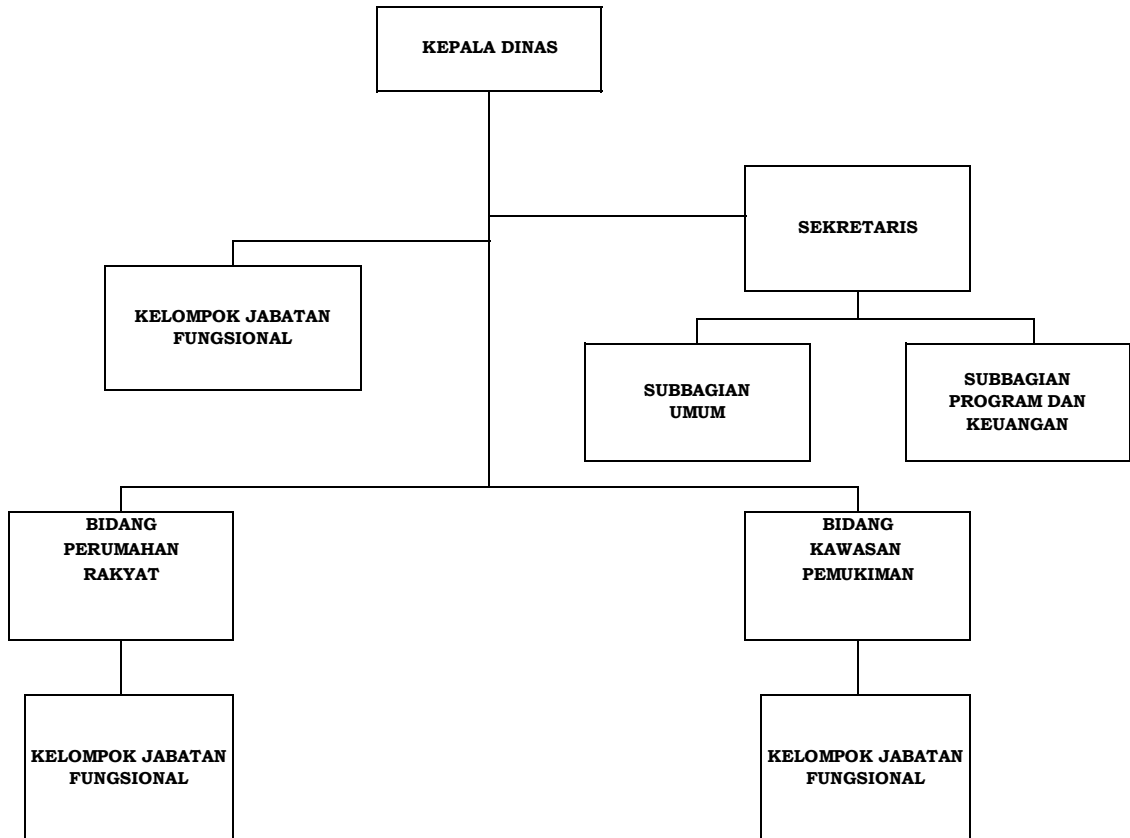 KEPALA DINAS
SEKRETARIS
KELOMPOK JABATAN
FUNGSIONAL
SUBBAGIAN
UMUM
SUBBAGIAN
PROGRAM DAN
KEUANGAN
BIDANG
PERUMAHAN
RAKYAT
BIDANG
KAWASAN
PEMUKIMAN
KELOMPOK JABATAN
FUNGSIONAL
KELOMPOK JABATAN
FUNGSIONAL